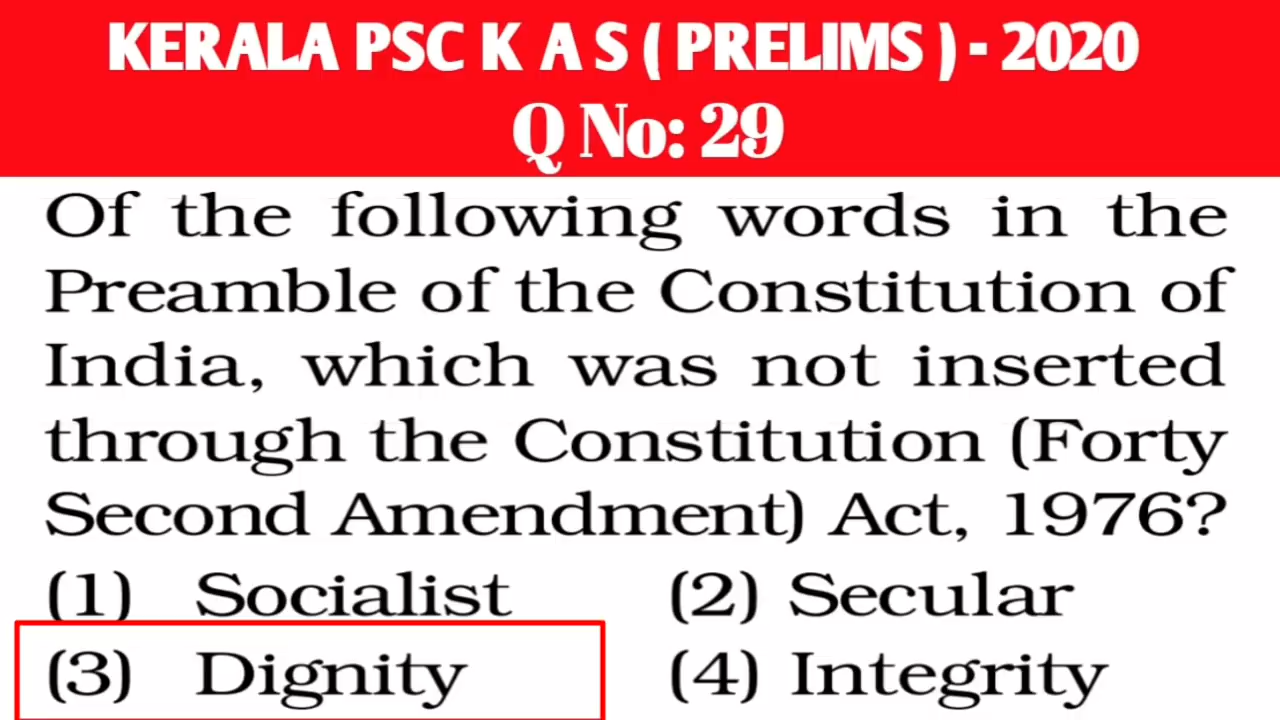 KERALA PSC K A S ( PRELIMS ) - 2020
Q No: 29
Of the following words in the
Preamble of the Constitution of
India, which was not inserted
through the Constitution (Forty
Second Amendment) Act, 1976?
(1) Socialist (2) Secular
(3) Dignity (4) Integrity